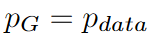 p_G = p_{data}